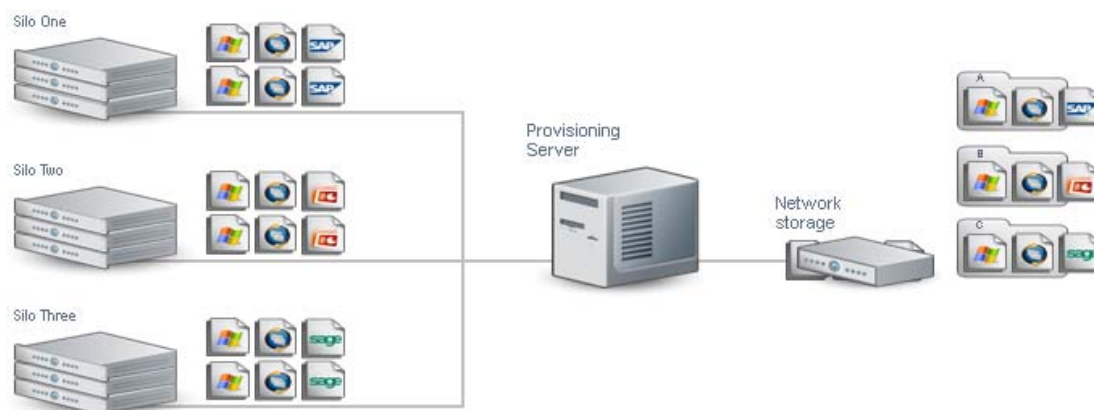 Silo One
SAP
SAP
Silo Two
Silo Three
sage
sage
Provisioning
Server
Network
storage
A
SAP
B
C
sage